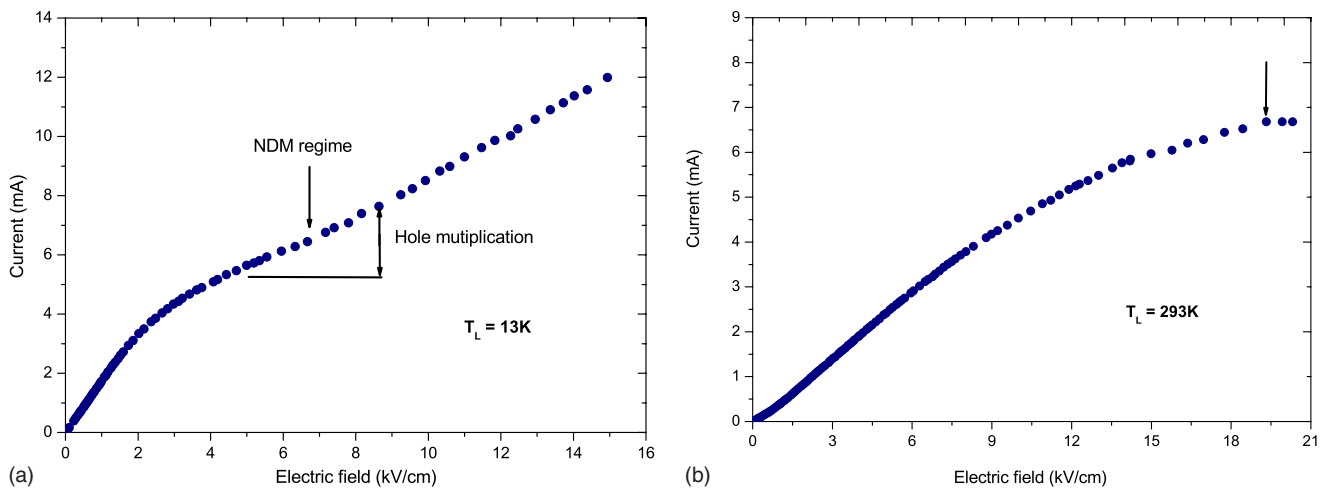 14
12
10
8
6
4
2
0
0 2 4 6 8 10 12 14 16
Current (mA)
Electric field (kV/cm)
NDM regime
Hole mutiplication
T_L = 13K
(a)
9
8
7
6
5
4
3
2
1
0
0 3 6 9 12 15 18 21
Current (mA)
Electric field (kV/cm)
T_L = 293K
(b)